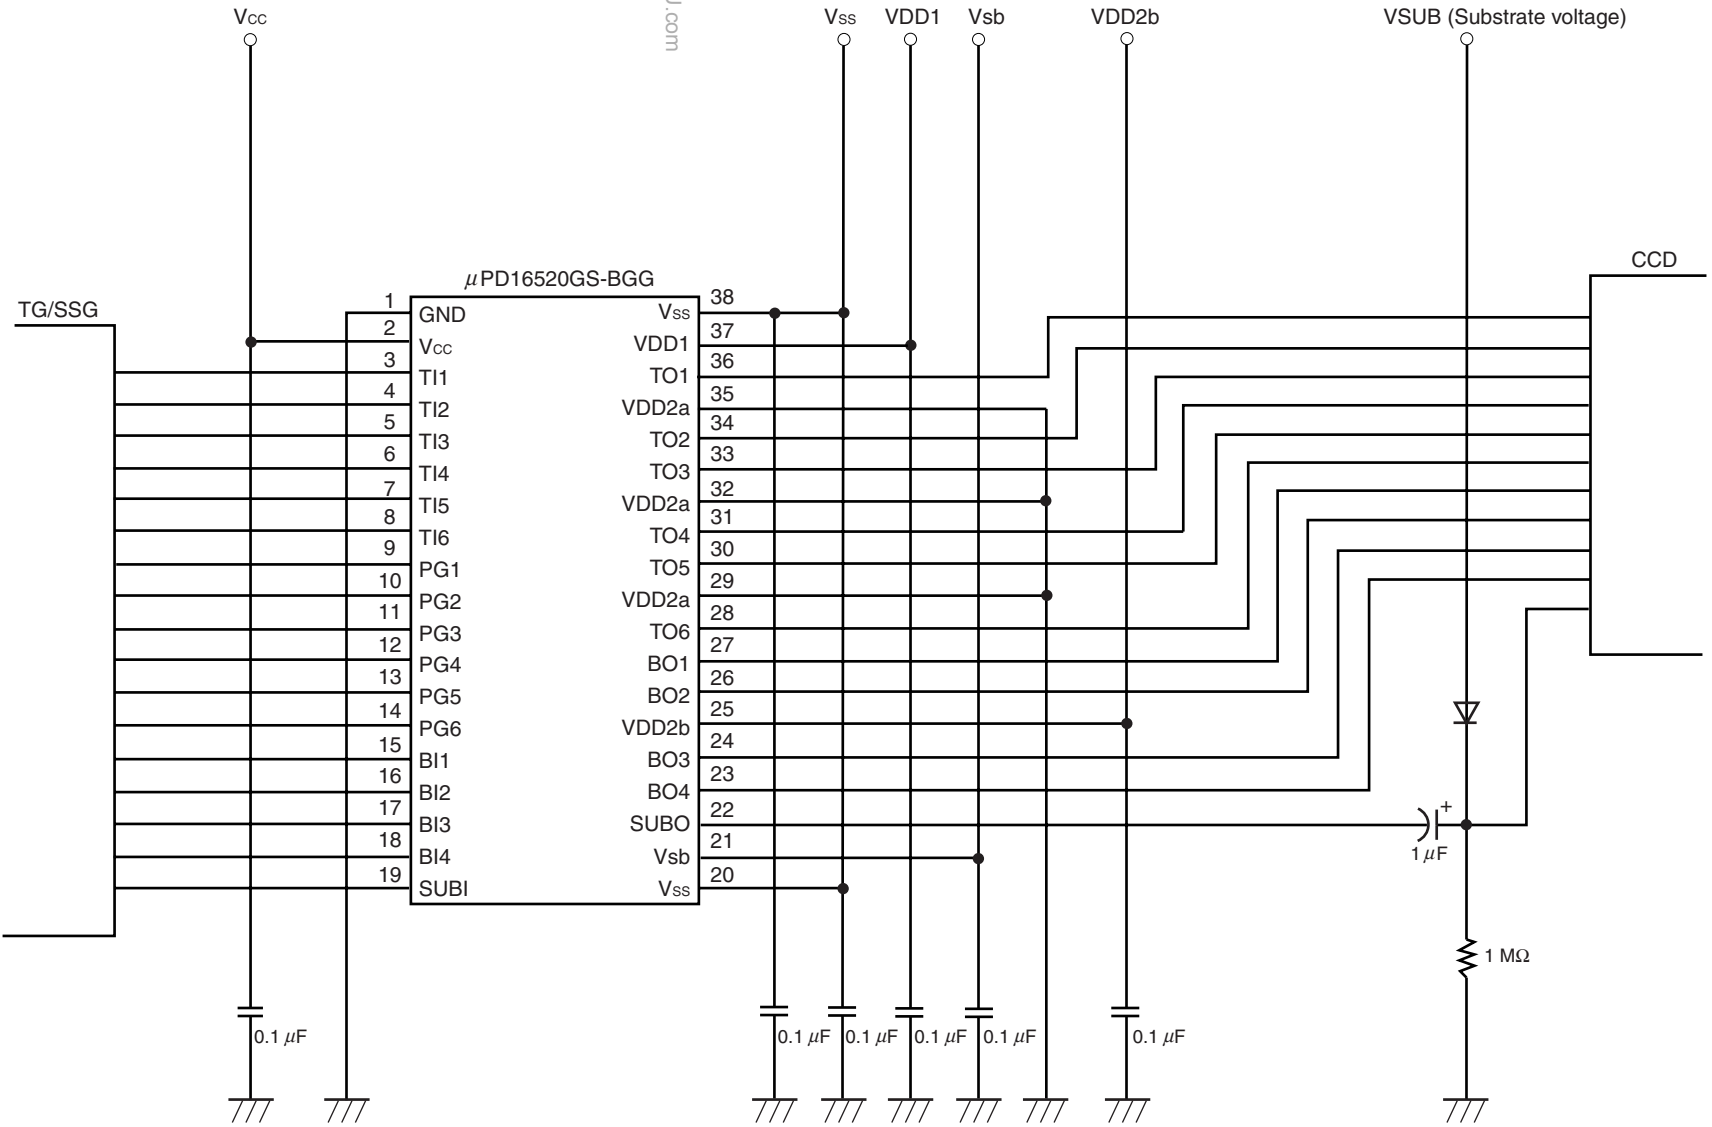 Vcc
Vss
VDD1
Vsb
VDD2b
VSUB (Substrate voltage)
J.com
CCD
μPD16520GS-BGG
TG/SSG
1 GND
2 Vcc
3 TI1
4 TI2
5 TI3
6 TI4
7 TI5
8 TI6
9 PG1
10 PG2
11 PG3
12 PG4
13 PG5
14 PG6
15 BI1
16 BI2
17 BI3
18 BI4
19 SUBI
Vss 38
VDD1 37
TO1 36
VDD2a 35
TO2 34
TO3 33
VDD2a 32
TO4 31
TO5 30
VDD2a 29
TO6 28
BO1 27
BO2 26
VDD2b 25
BO3 24
BO4 23
SUBO 22
Vsb 21
Vss 20
+
1 μF
1 MΩ
0.1 μF
0.1 μF
0.1 μF
0.1 μF
0.1 μF
0.1 μF